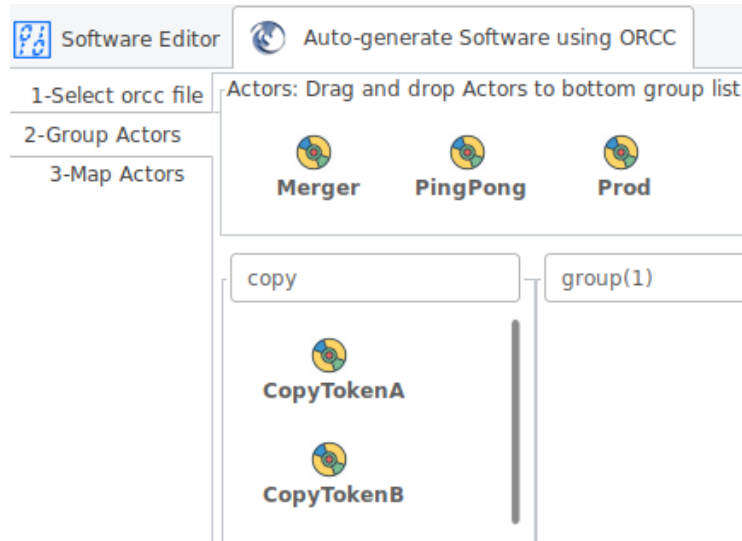 Software Editor
Auto-generate Software using ORCC
1-Select orcc file
Actors: Drag and drop Actors to bottom group list
2-Group Actors
3-Map Actors
Merger
PingPong
Prod
copy
group(1)
CopyTokenA
CopyTokenB